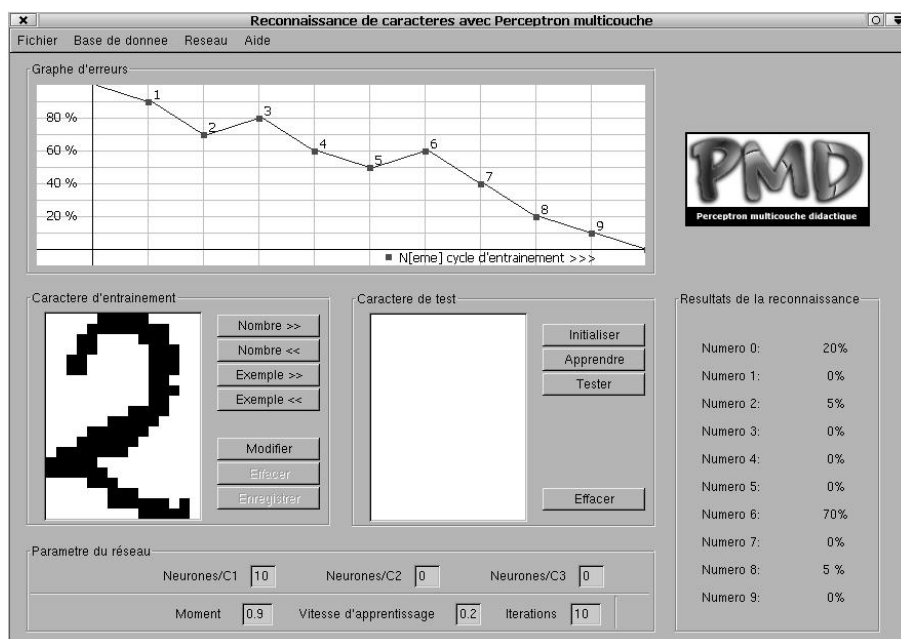 Reconnaissance de caracteres avec Perceptron multicouche
Fichier Base de donnee Reseau Aide
Graphe d'erreurs
80 %
60 %
40 %
20 %
1
2
3
4
5
6
7
8
9
N[eme] cycle d'entrainement >>>
PMD
Perceptron multicouche didactique
Caractere d'entrainement
Nombre >>
Nombre <<
Exemple >>
Exemple <<
Modifier
Effacer
Enregistrer
Caractere de test
Initialiser
Apprendre
Tester
Effacer
Resultats de la reconnaissance
Numero 0: 20%
Numero 1: 0%
Numero 2: 5%
Numero 3: 0%
Numero 4: 0%
Numero 5: 0%
Numero 6: 70%
Numero 7: 0%
Numero 8: 5 %
Numero 9: 0%
Parametre du réseau
Neurones/C1 10 Neurones/C2 0 Neurones/C3 0
Moment 0.9 Vitesse d'apprentissage 0.2 Iterations 10